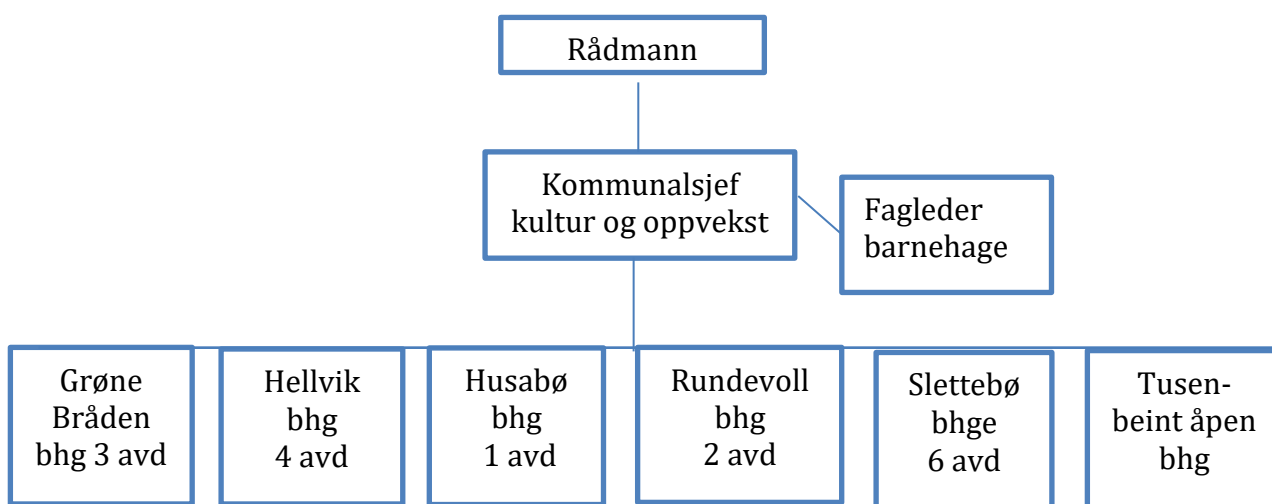 Rådmann
Kommunalsjef
kultur og oppvekst
Fagleder
barnehage
Grøne
Bråden
bhg 3 avd
Hellvik
bhg
4 avd
Husabø
bhg
1 avd
Rundevoll
bhg
2 avd
Slettebø
bhge
6 avd
Tusen-
beint åpen
bhg